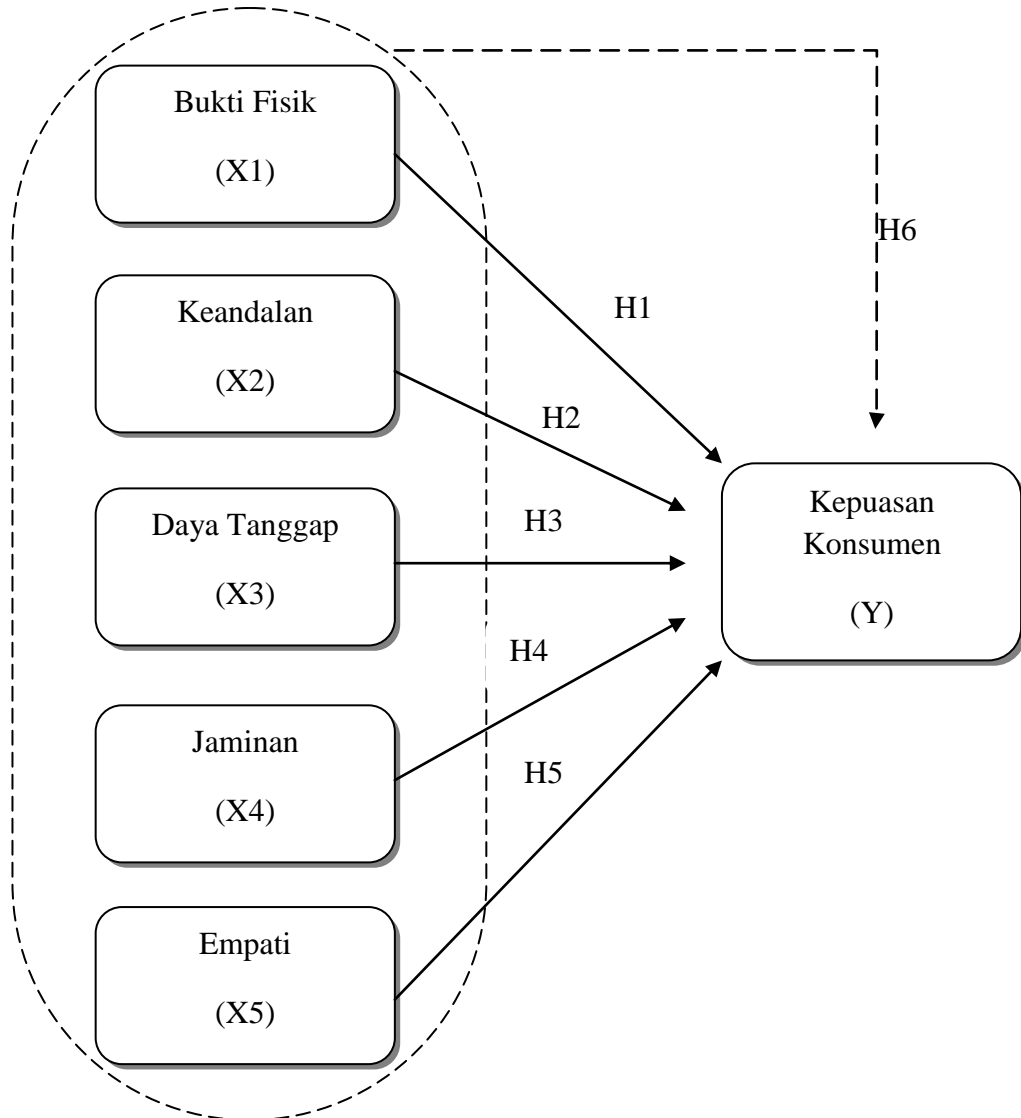 Bukti Fisik
(X1)
H6
H1
Keandalan
(X2)
H2
Daya Tanggap
(X3)
H3
Kepuasan
Konsumen
(Y)
H4
Jaminan
(X4)
H5
Empati
(X5)